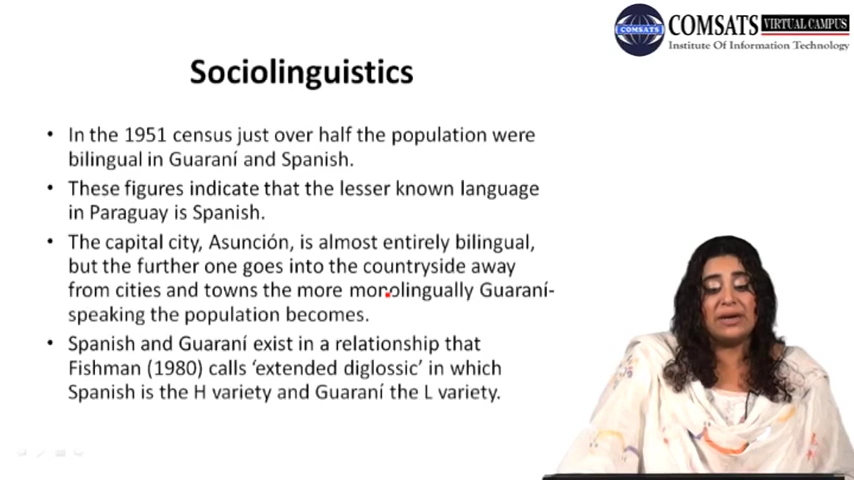 COMSATS VIRTUAL CAMPUS
COMSATS
Institute Of Information Technology
Sociolinguistics
• In the 1951 census just over half the population were
bilingual in Guaraní and Spanish.
• These figures indicate that the lesser known language
in Paraguay is Spanish.
• The capital city, Asunción, is almost entirely bilingual,
but the further one goes into the countryside away
from cities and towns the more monolingually Guaraní-
speaking the population becomes.
• Spanish and Guaraní exist in a relationship that
Fishman (1980) calls ‘extended diglossic’ in which
Spanish is the H variety and Guaraní the L variety.